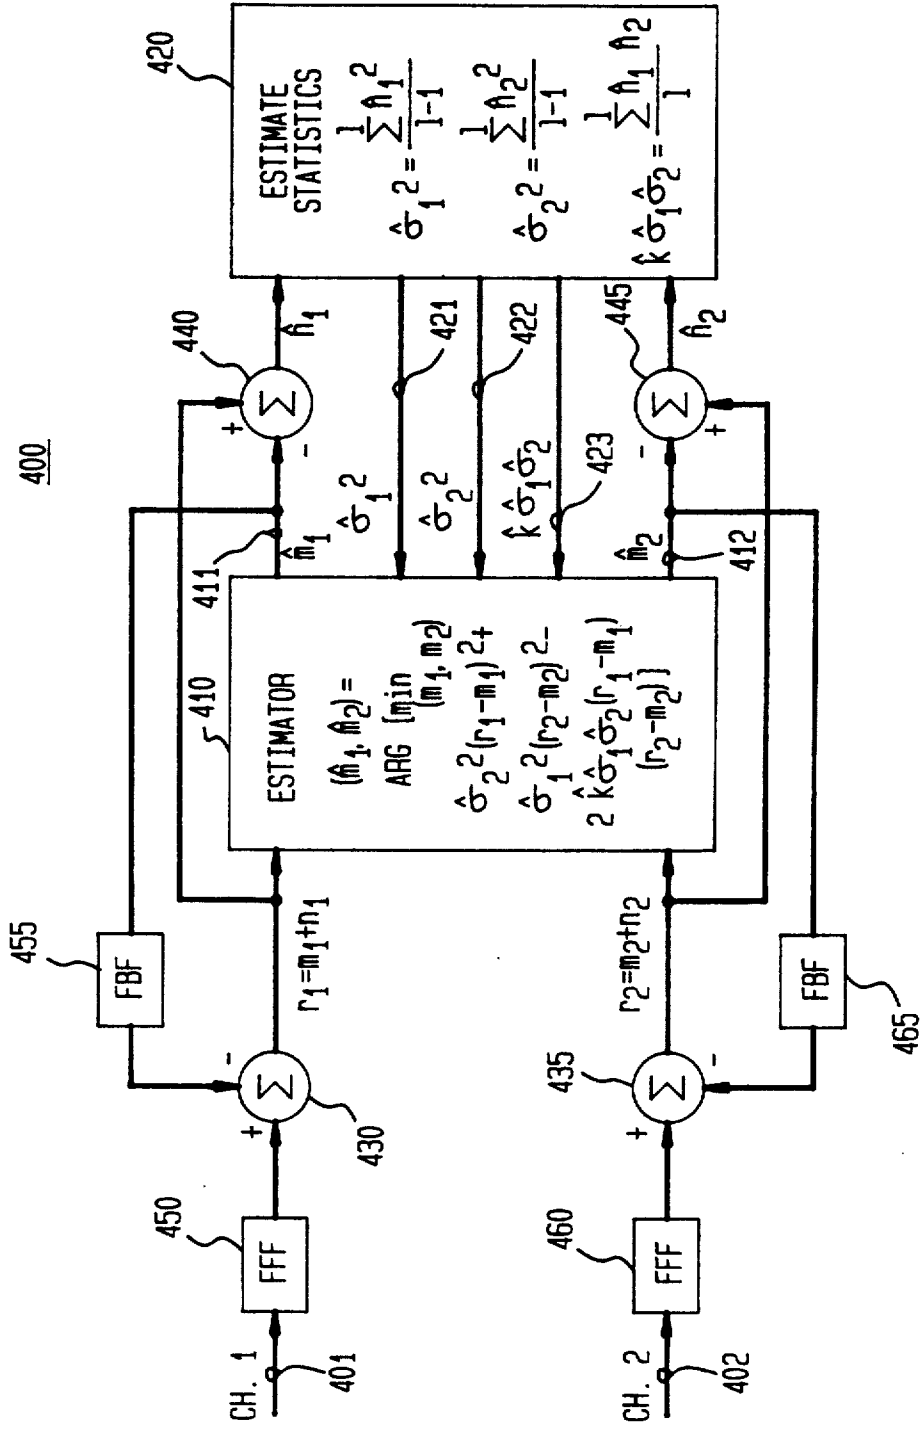 400
CH. 1
401
450
FFF
+
-
Σ
430
455
FBF
r1=m1+n1
410
ESTIMATOR
(m̂1, m̂2)=
ARG [min
(m1, m2)
σ̂2²(r1-m1)²+
σ̂1²(r2-m2)²-
2 k̂ σ̂1σ̂2(r1-m1)
(r2-m2)]
411
m̂1
σ̂1²
421
σ̂2²
422
k̂ σ̂1σ̂2
423
m̂2
412
440
+
-
Σ
n̂1
445
-
+
Σ
n̂2
420
ESTIMATE
STATISTICS
σ̂1² = Σ^l n̂1² / l-1
σ̂2² = Σ^l n̂2² / l-1
k̂ σ̂1σ̂2 = Σ^l n̂1 n̂2 / l
CH. 2
402
460
FFF
+
-
Σ
435
r2=m2+n2
FBF
465